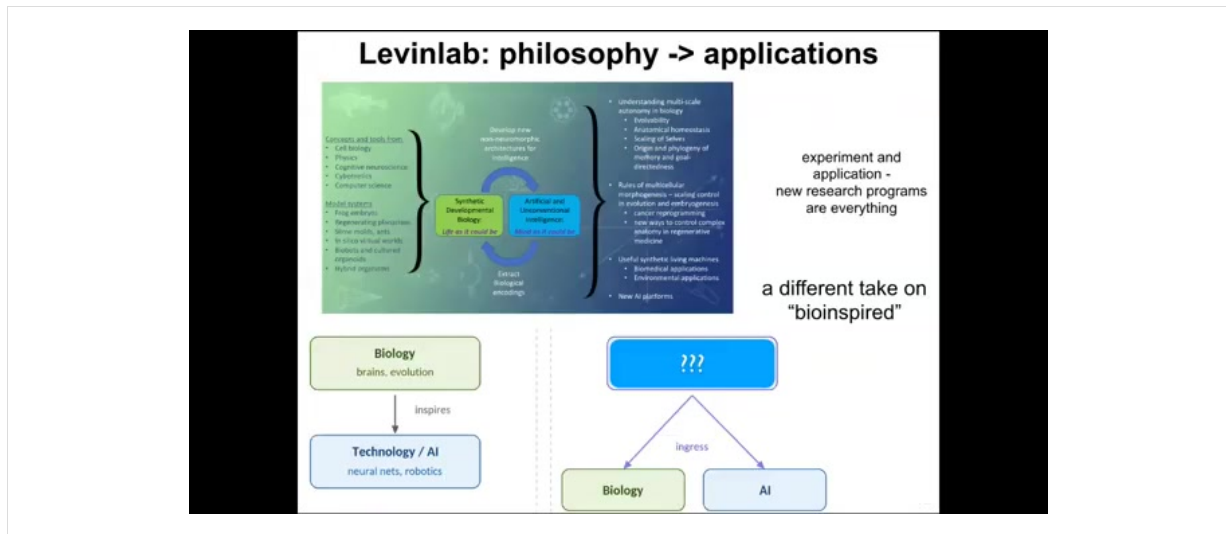 Levinlab: philosophy -> applications
Concepts and tools from:
• Cell biology
• Physics
• Cognitive neuroscience
• Cybernetics
• Computer science
Model systems
• Frog embryo
• Regenerating planarians
• Slime molds, ants
• In silico virtual worlds
• Biobots and cultured
organoids
• Hybrid organisms
Develop new
non-neuromorphic
architectures for
intelligence
Synthetic
Developmental
Biology:
Life as it could be
Artificial and
Unconventional
Intelligence:
Mind as it could be
Extract
Biological
encodings
• Understanding multi-scale
autonomy in biology
• Evolvability
• Anatomical homeostasis
• Scaling of Selves
• Origin and phylogeny of
memory and goal-
directedness
• Rules of multicellular
morphogenesis – scaling control
in evolution and embryogenesis
• cancer reprogramming
• new ways to control complex
anatomy in regenerative
medicine
• Useful synthetic living machines
• Biomedical applications
• Environmental applications
• New AI platforms
experiment and
application -
new research programs
are everything
a different take on
“bioinspired”
Biology
brains, evolution
inspires
Technology / AI
neural nets, robotics
???
ingress
Biology
AI